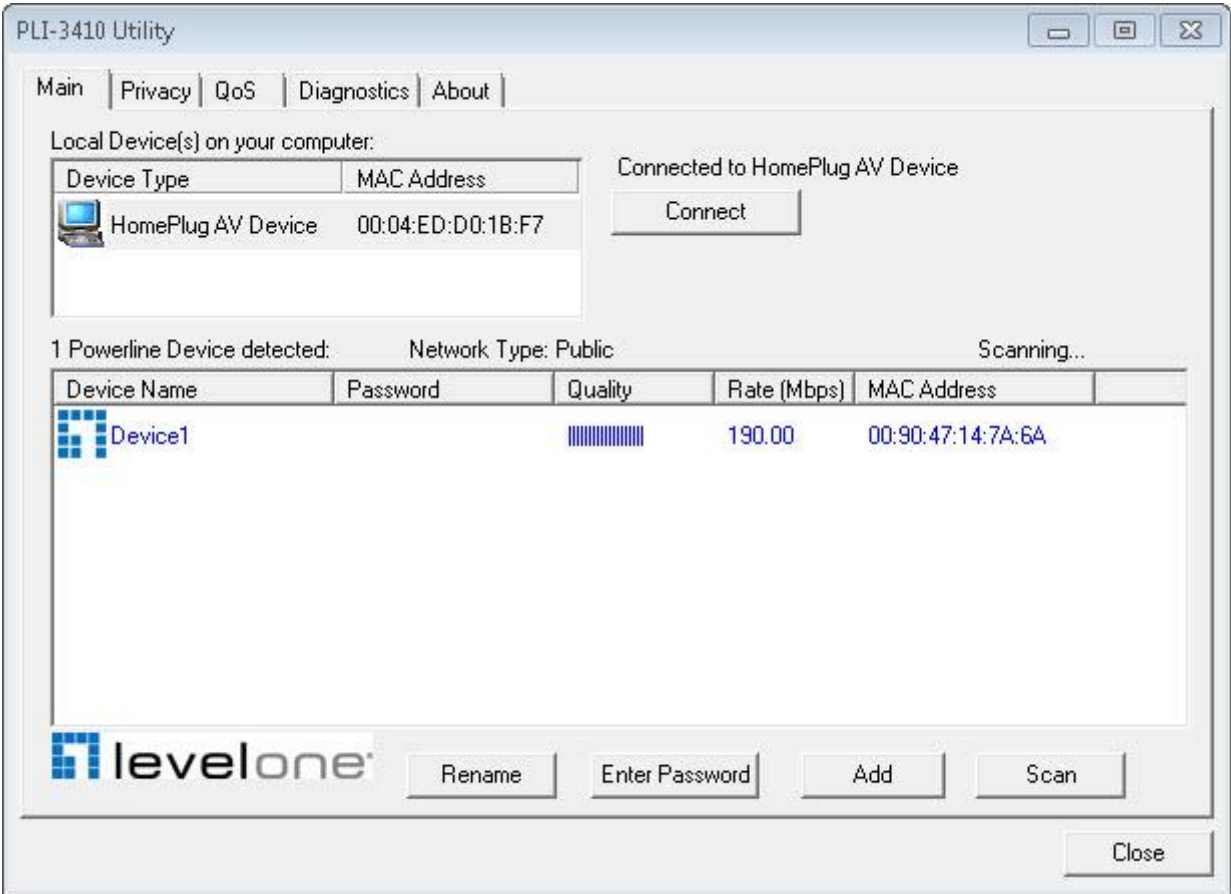 PLI-3410 Utility
Main Privacy QoS Diagnostics About
Local Device(s) on your computer:
Device Type MAC Address
HomePlug AV Device 00:04:ED:D0:1B:F7
Connected to HomePlug AV Device
Connect
1 Powerline Device detected: Network Type: Public Scanning...
Device Name Password Quality Rate (Mbps) MAC Address
Device1 190.00 00:90:47:14:7A:6A
levelone
Rename Enter Password Add Scan
Close